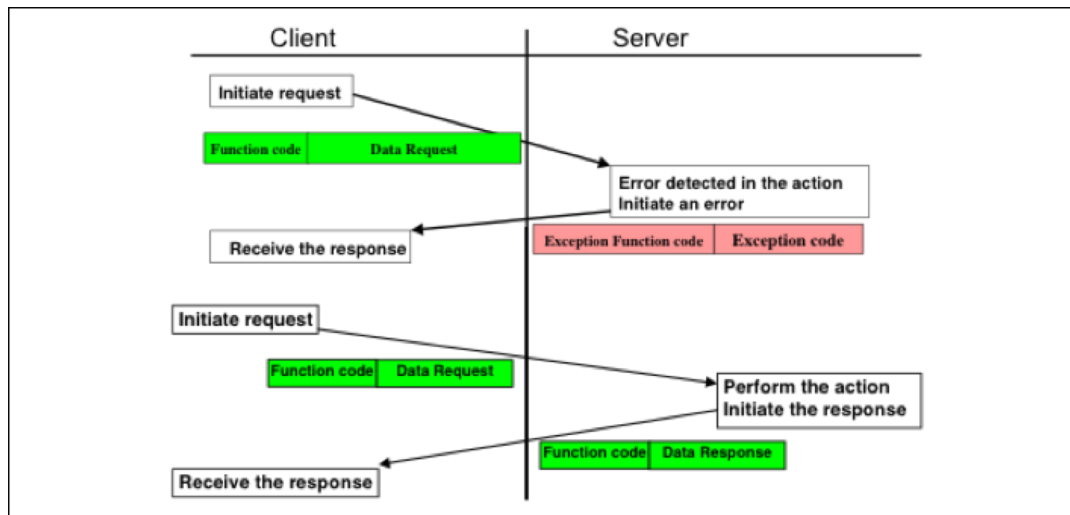 Client
Server
Initiate request
Function code
Data Request
Error detected in the action
Initiate an error
Receive the response
Exception Function code
Exception code
Initiate request
Function code
Data Request
Perform the action
Initiate the response
Function code
Data Response
Receive the response